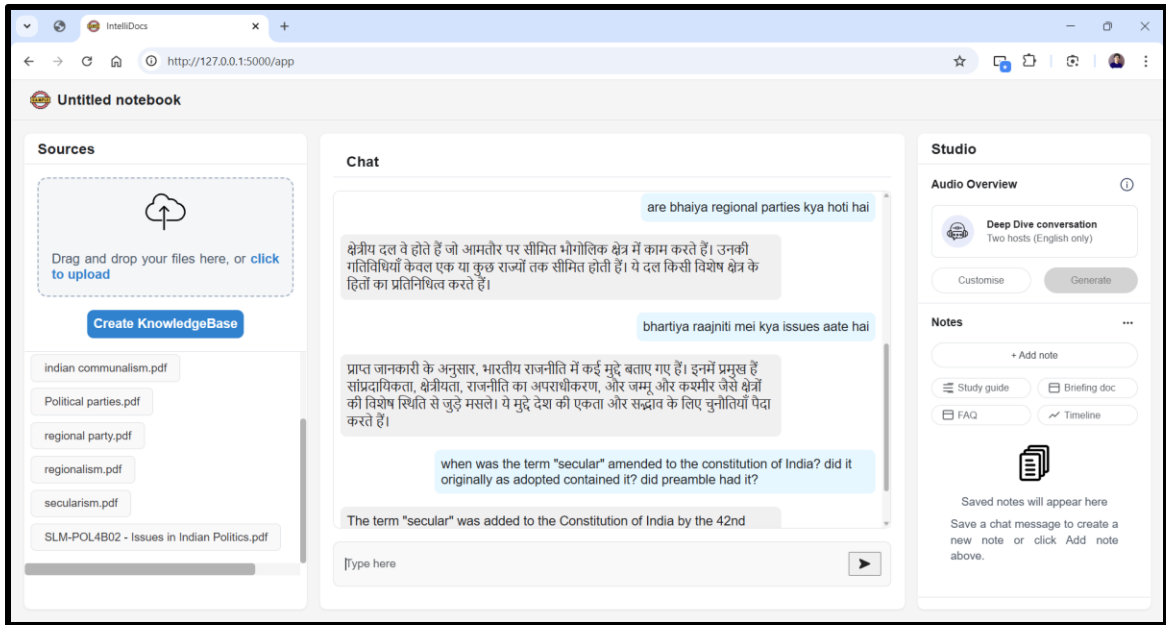 IntelliDocs
http://127.0.0.1:5000/app
Untitled notebook
Sources
Drag and drop your files here, or click
to upload
Create KnowledgeBase
indian communalism.pdf
Political parties.pdf
regional party.pdf
regionalism.pdf
secularism.pdf
SLM-POL4B02 - Issues in Indian Politics.pdf
Chat
are bhaiya regional parties kya hoti hai
क्षेत्रीय दल वे होते हैं जो आमतौर पर सीमित भौगोलिक क्षेत्र में काम करते हैं। उनकी
गतिविधियाँ केवल एक या कुछ राज्यों तक सीमित होती हैं। ये दल किसी विशेष क्षेत्र के
हितों का प्रतिनिधित्व करते हैं।
bhartiya raajniti mei kya issues aate hai
प्राप्त जानकारी के अनुसार, भारतीय राजनीति में कई मुद्दे बताए गए हैं। इनमें प्रमुख हैं
सांप्रदायिकता, क्षेत्रीयता, राजनीति का अपराधीकरण, और जम्मू और कश्मीर जैसे क्षेत्रों
की विशेष स्थिति से जुड़े मसले। ये मुद्दे देश की एकता और सद्भाव के लिए चुनौतियाँ पैदा
करते हैं।
when was the term "secular" amended to the constitution of India? did it
originally as adopted contained it? did preamble had it?
The term "secular" was added to the Constitution of India by the 42nd
Type here
Studio
Audio Overview
Deep Dive conversation
Two hosts (English only)
Customise
Generate
Notes
+ Add note
Study guide
Briefing doc
FAQ
Timeline
Saved notes will appear here
Save a chat message to create a
new note or click Add note
above.